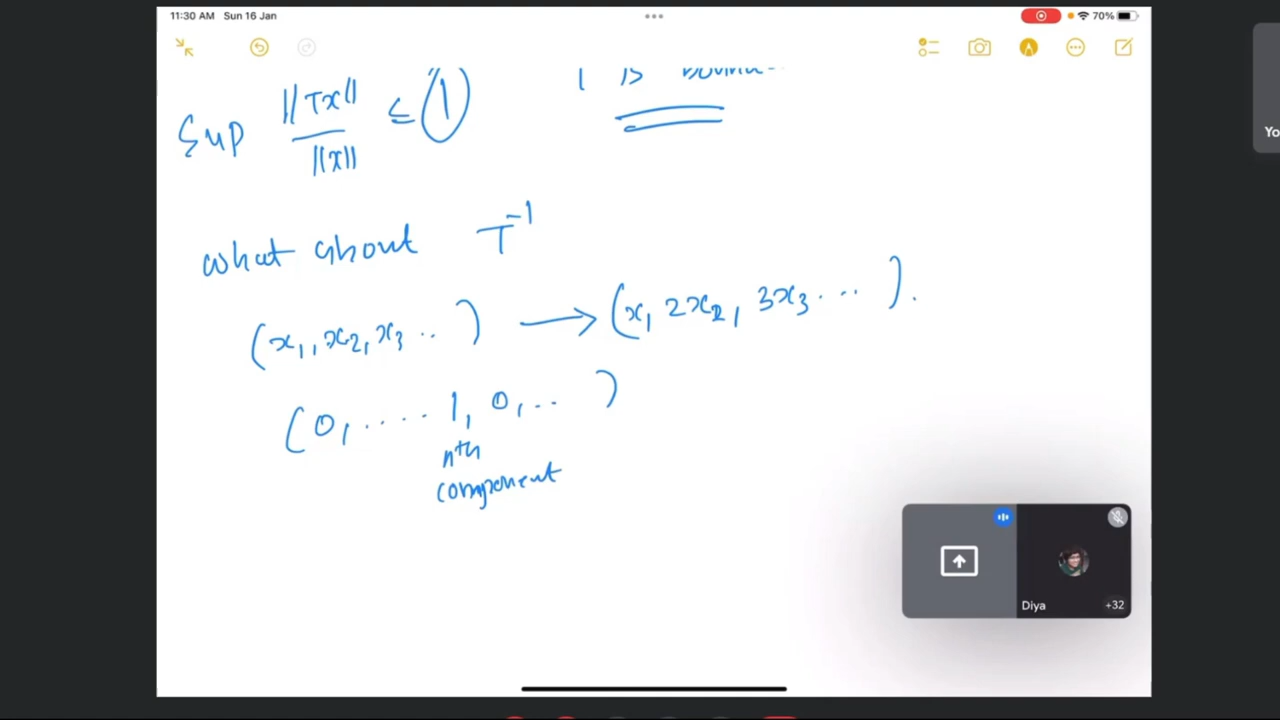 11:30 AM Sun 16 Jan
70%
T is
Sup ||Tx|| / ||x|| ≤ 1
what about T⁻¹
(x₁, x₂, x₃ ..) → (x₁ 2x₂, 3x₃ ... ).
(0, .... 1, 0, .. )
nth
component
Yo
Diya +32